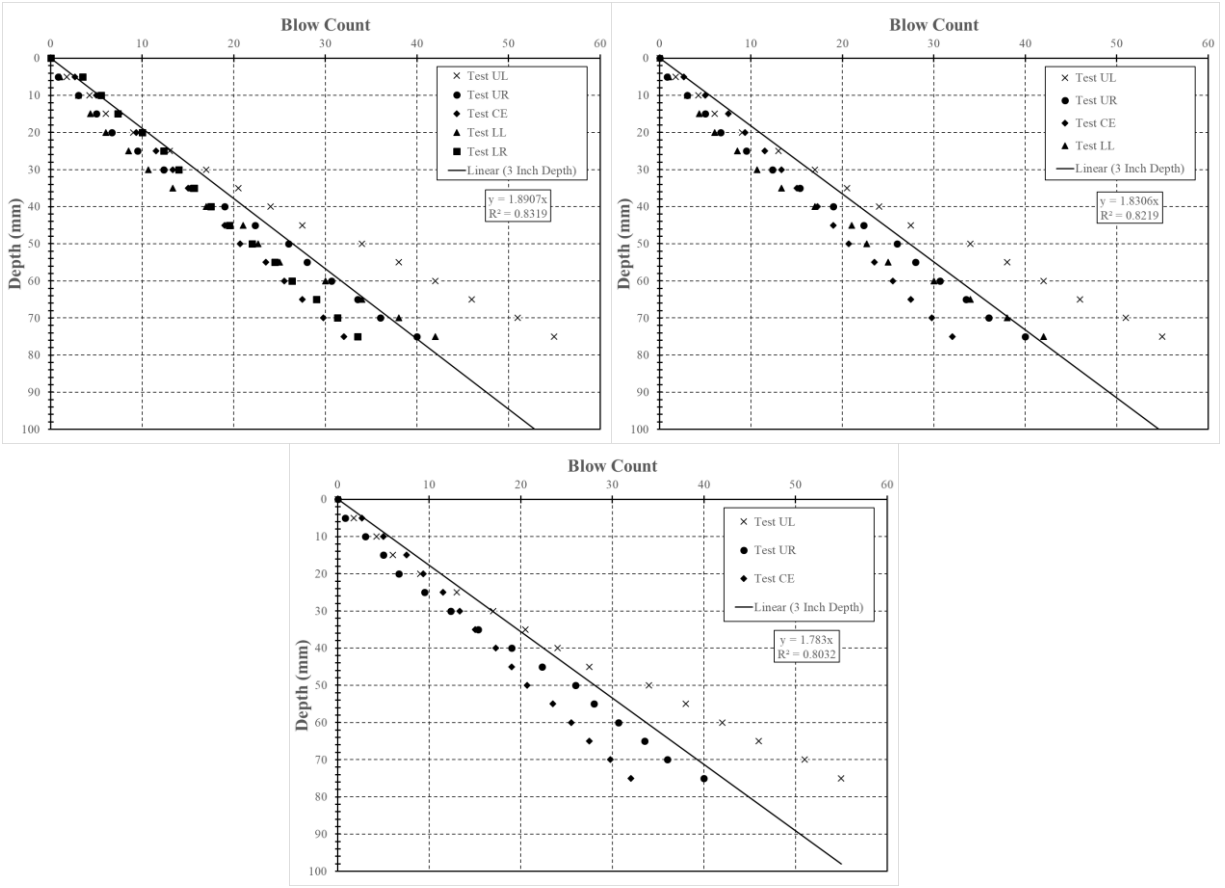 Blow Count
0 10 20 30 40 50 60
0
10
20
30
40
50
60
70
80
90
100
Depth (mm)
Test UL
Test UR
Test CE
Test LL
Test LR
Linear (3 Inch Depth)
y = 1.8907x
R² = 0.8319
Blow Count
0 10 20 30 40 50 60
0
10
20
30
40
50
60
70
80
90
100
Depth (mm)
Test UL
Test UR
Test CE
Test LL
Linear (3 Inch Depth)
y = 1.8306x
R² = 0.8219
Blow Count
0 10 20 30 40 50 60
0
10
20
30
40
50
60
70
80
90
100
Depth (mm)
Test UL
Test UR
Test CE
Linear (3 Inch Depth)
y = 1.783x
R² = 0.8032